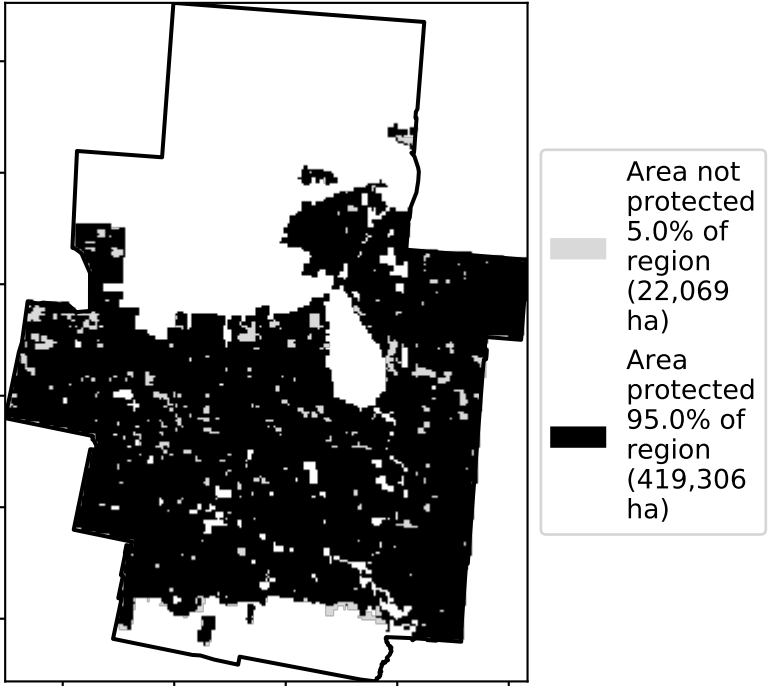 Area not
protected
5.0% of
region
(22,069
ha)
Area
protected
95.0% of
region
(419,306
ha)